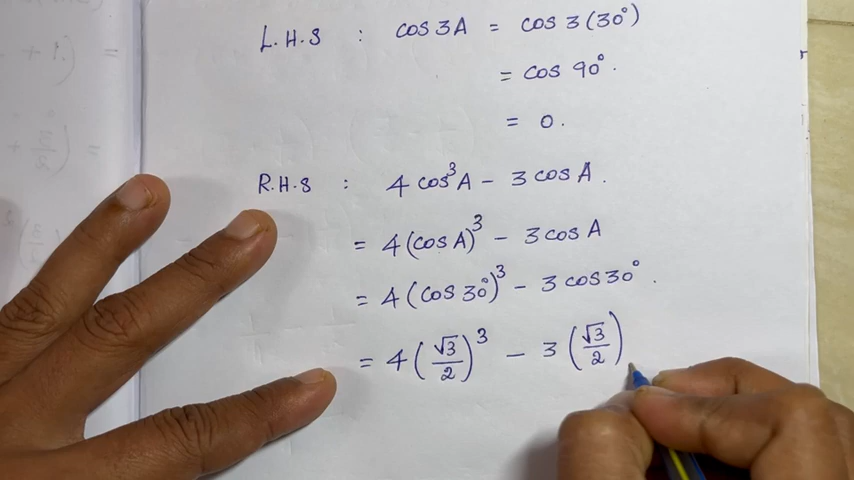 L.H.S : cos 3A = cos 3(30°)
= cos 90°.
= 0.
R.H.S : 4 cos³A - 3 cos A.
= 4(cos A)³ - 3 cos A
= 4(cos 30°)³ - 3 cos 30°.
= 4(√3/2)³ - 3(√3/2)